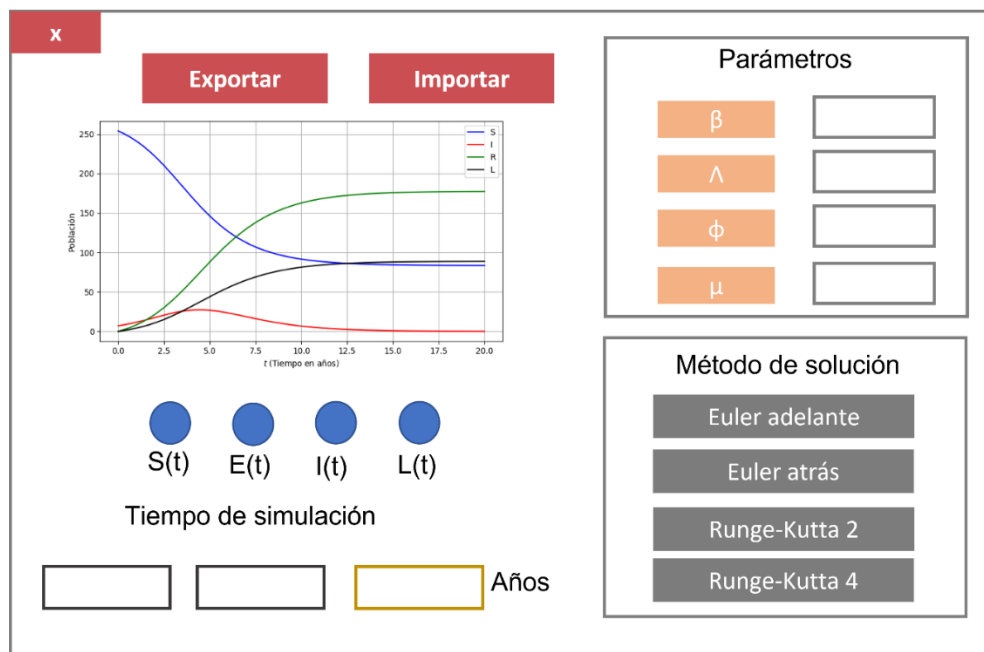 x
Exportar
Importar
250
200
150
100
50
0
Población
S
I
R
L
0.0 2.5 5.0 7.5 10.0 12.5 15.0 17.5 20.0
t (Tiempo en años)
S(t) E(t) I(t) L(t)
Tiempo de simulación
Años
Parámetros
β
Λ
ϕ
μ
Método de solución
Euler adelante
Euler atrás
Runge-Kutta 2
Runge-Kutta 4